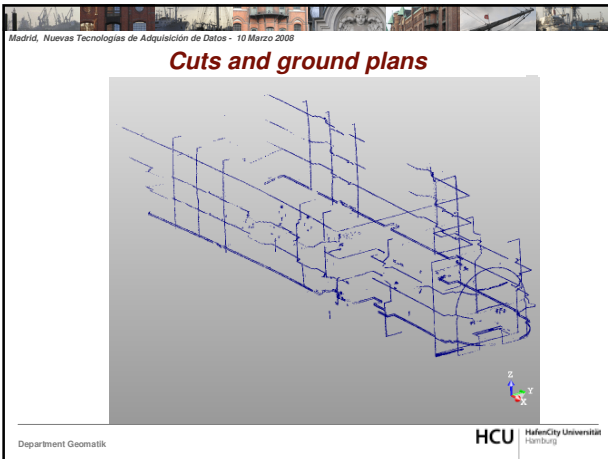 Madrid, Nuevas Tecnologías de Adquisición de Datos - 10 Marzo 2008
Cuts and ground plans
Z
Y
X
Department Geomatik
HCU HafenCity Universität
Hamburg